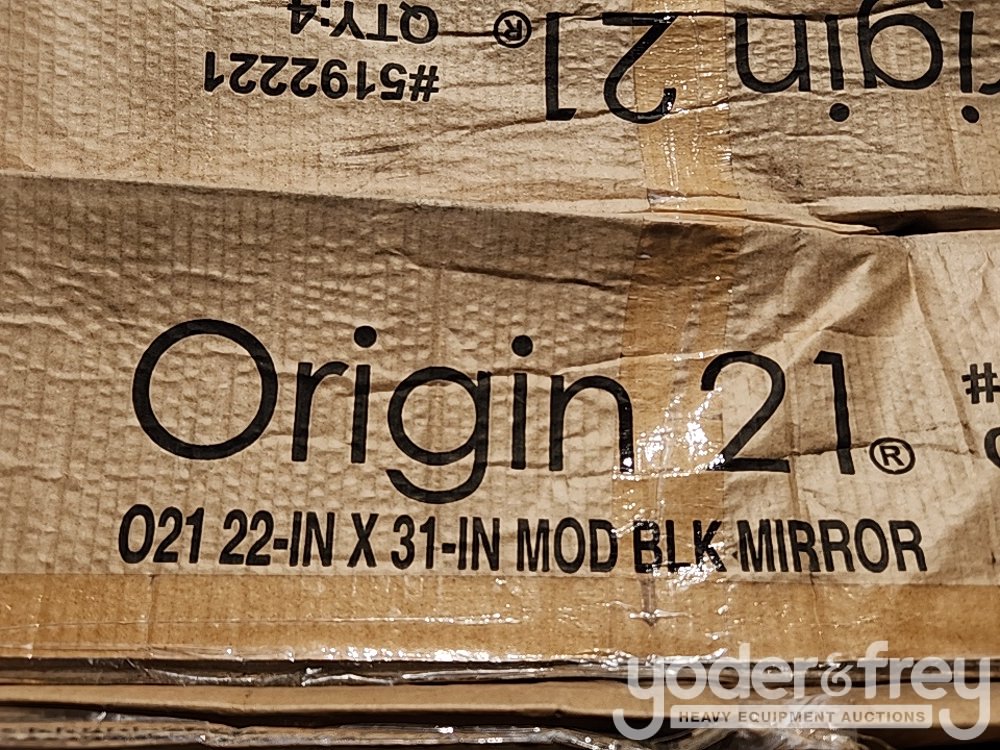 QTY:4
#5192221
Origin 21®
Origin 21®
#
O21 22-IN X 31-IN MOD BLK MIRROR
yoder&frey
HEAVY EQUIPMENT AUCTIONS